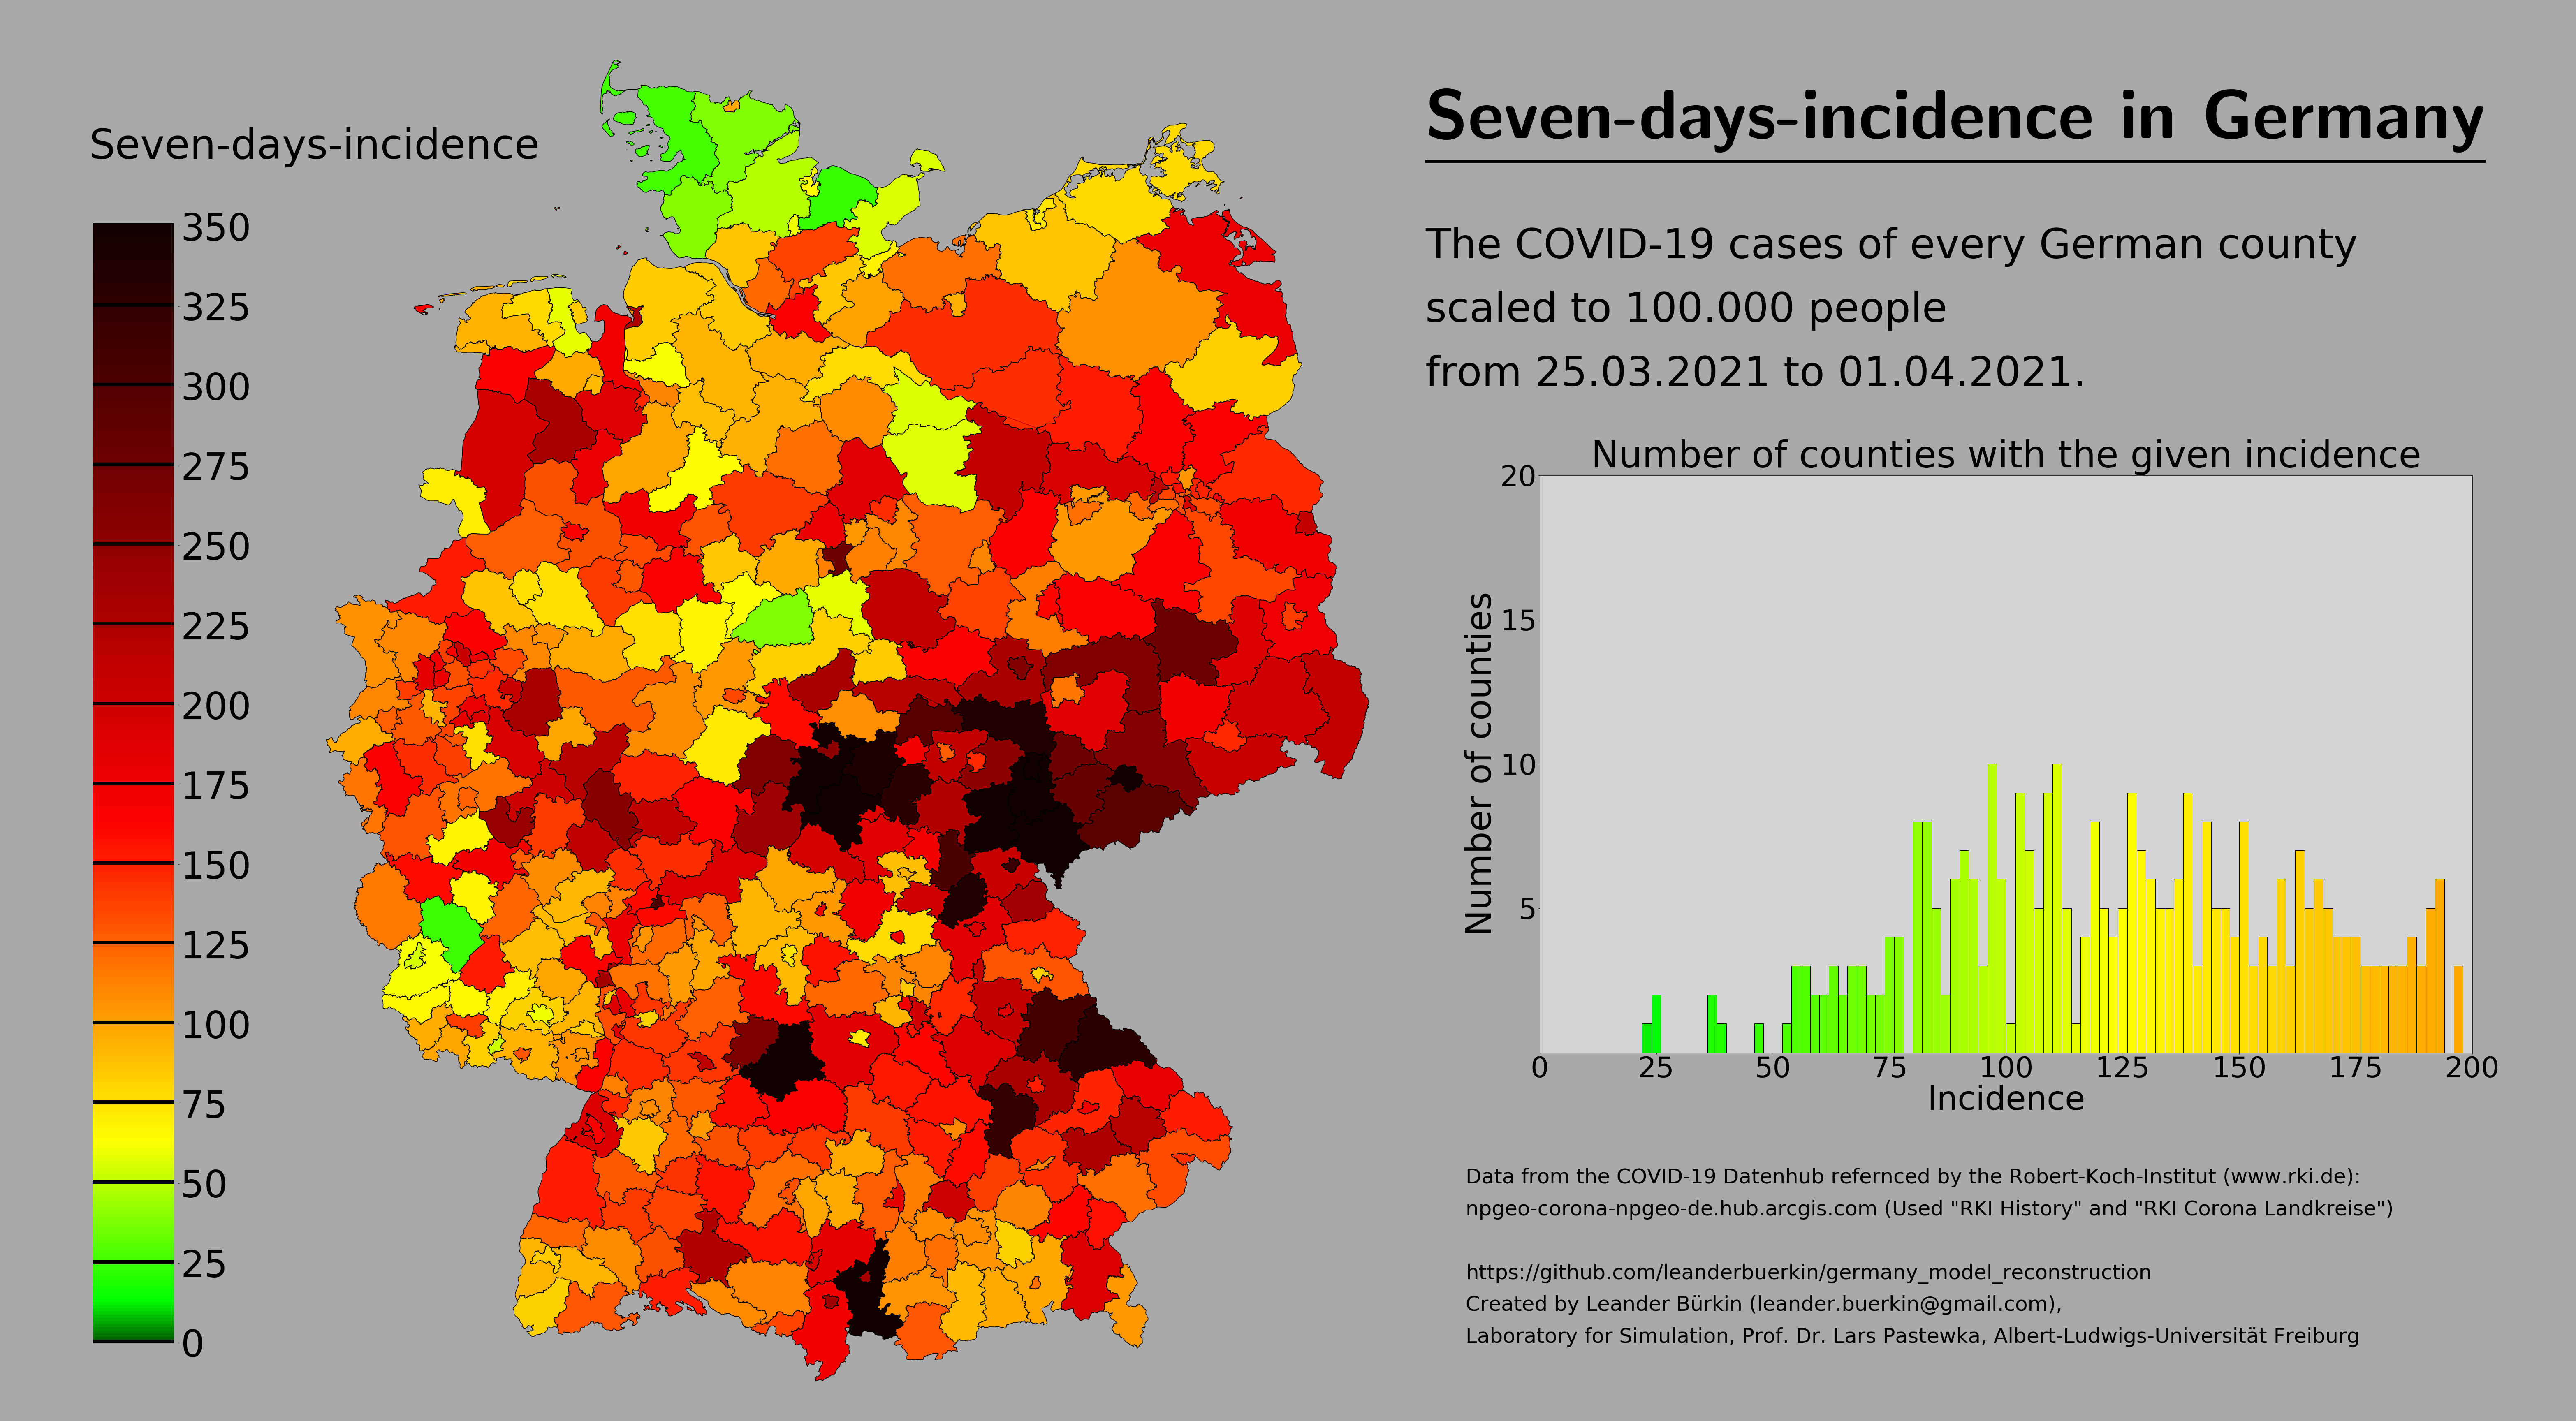 Seven-days-incidence in Germany
Seven-days-incidence
The COVID-19 cases of every German county
scaled to 100.000 people
from 25.03.2021 to 01.04.2021.
350
325
300
275
250
225
200
175
150
125
100
75
50
25
0
Number of counties with the given incidence
Number of counties
20
15
10
5
0 25 50 75 100 125 150 175 200
Incidence
Data from the COVID-19 Datenhub refernced by the Robert-Koch-Institut (www.rki.de):
npgeo-corona-npgeo-de.hub.arcgis.com (Used "RKI History" and "RKI Corona Landkreise")
https://github.com/leanderbuerkin/germany_model_reconstruction
Created by Leander Bürkin (leander.buerkin@gmail.com),
Laboratory for Simulation, Prof. Dr. Lars Pastewka, Albert-Ludwigs-Universität Freiburg